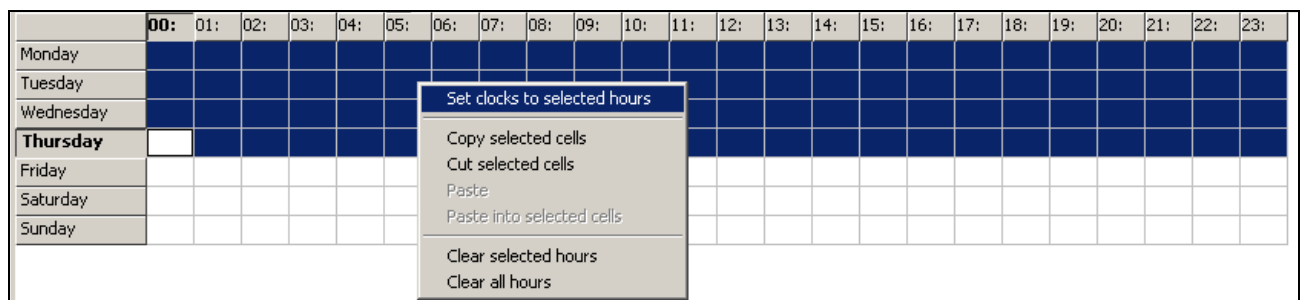 00: 01: 02: 03: 04: 05: 06: 07: 08: 09: 10: 11: 12: 13: 14: 15: 16: 17: 18: 19: 20: 21: 22: 23:
Monday
Tuesday
Set clocks to selected hours
Wednesday
Copy selected cells
Thursday
Cut selected cells
Friday
Paste
Saturday
Paste into selected cells
Sunday
Clear selected hours
Clear all hours